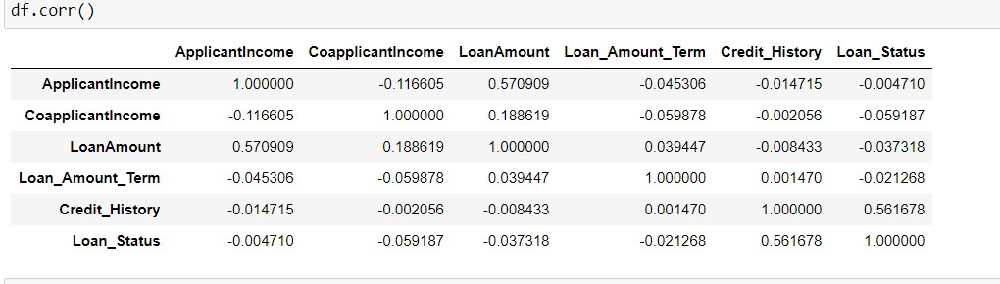 df.corr()
ApplicantIncome CoapplicantIncome LoanAmount Loan_Amount_Term Credit_History Loan_Status
ApplicantIncome 1.000000 -0.116605 0.570909 -0.045306 -0.014715 -0.004710
CoapplicantIncome -0.116605 1.000000 0.188619 -0.059878 -0.002056 -0.059187
LoanAmount 0.570909 0.188619 1.000000 0.039447 -0.008433 -0.037318
Loan_Amount_Term -0.045306 -0.059878 0.039447 1.000000 0.001470 -0.021268
Credit_History -0.014715 -0.002056 -0.008433 0.001470 1.000000 0.561678
Loan_Status -0.004710 -0.059187 -0.037318 -0.021268 0.561678 1.000000